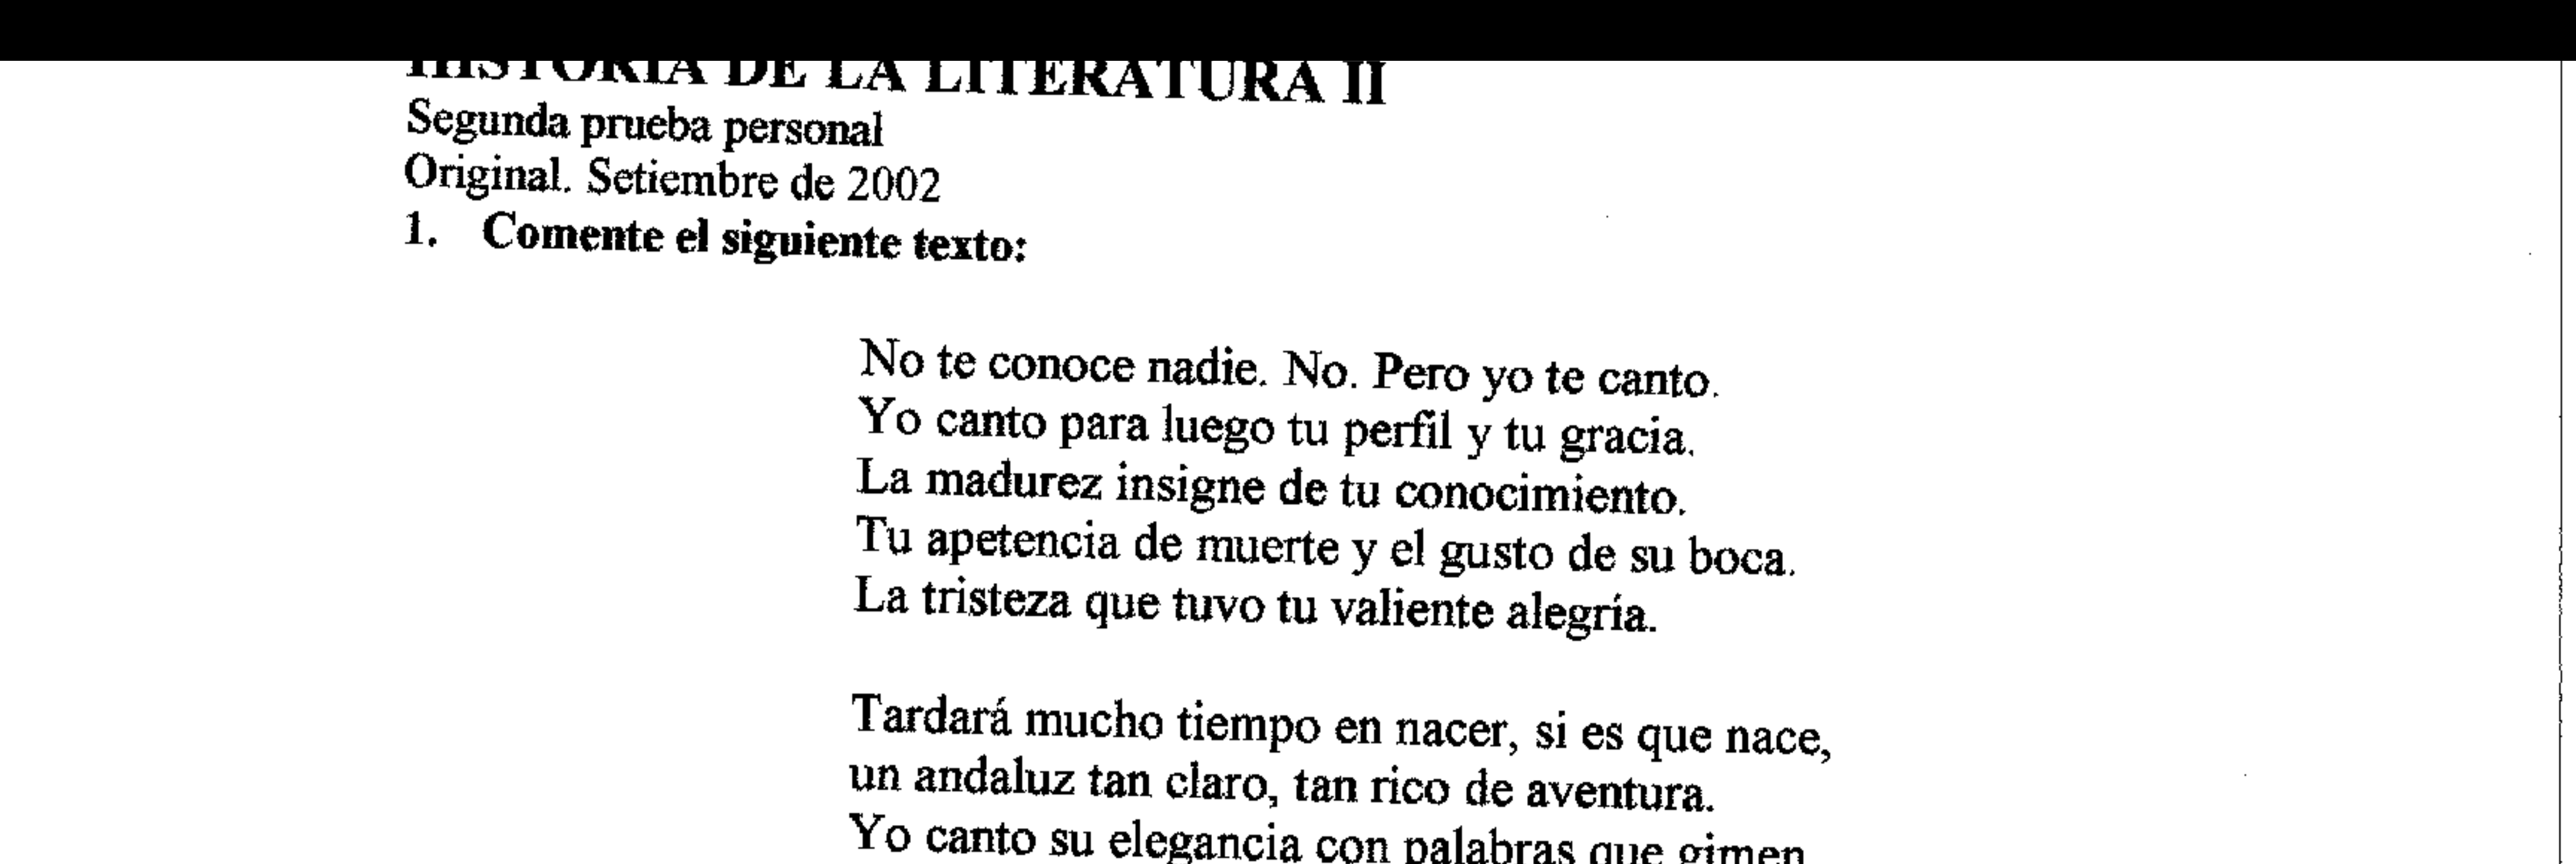 HISTORIA DE LA LITERATURA II
Segunda prueba personal
Original. Setiembre de 2002
1. Comente el siguiente texto:
No te conoce nadie. No. Pero yo te canto.
Yo canto para luego tu perfil y tu gracia.
La madurez insigne de tu conocimiento.
Tu apetencia de muerte y el gusto de su boca.
La tristeza que tuvo tu valiente alegría.
Tardará mucho tiempo en nacer, si es que nace,
un andaluz tan claro, tan rico de aventura.
Yo canto su elegancia con palabras que gimen